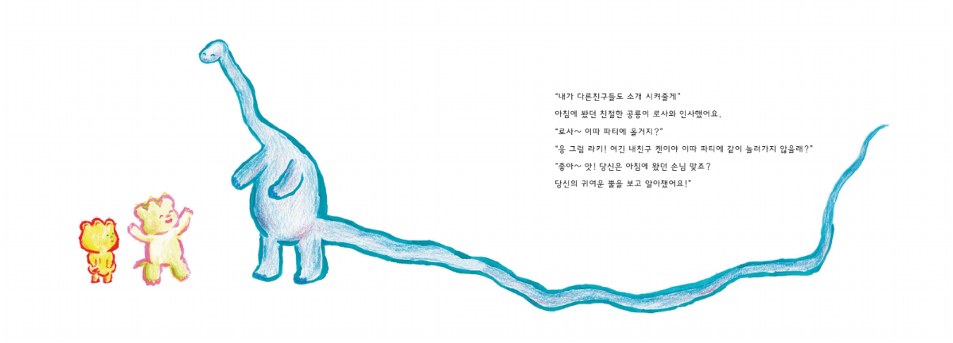 "내가 다른친구들도 소개 시켜줄게"
아침에 봤던 친절한 공룡이 로사와 인사했어요.
"로사~ 이따 파티에 올거지?"
"응 그럼 라키! 여긴 내친구 켄이야 이따 파티에 같이 놀러가지 않을래?"
"좋아~ 앗! 당신은 아침에 봤던 손님 맞죠?
당신의 귀여운 뿔을 보고 알아챘어요!"